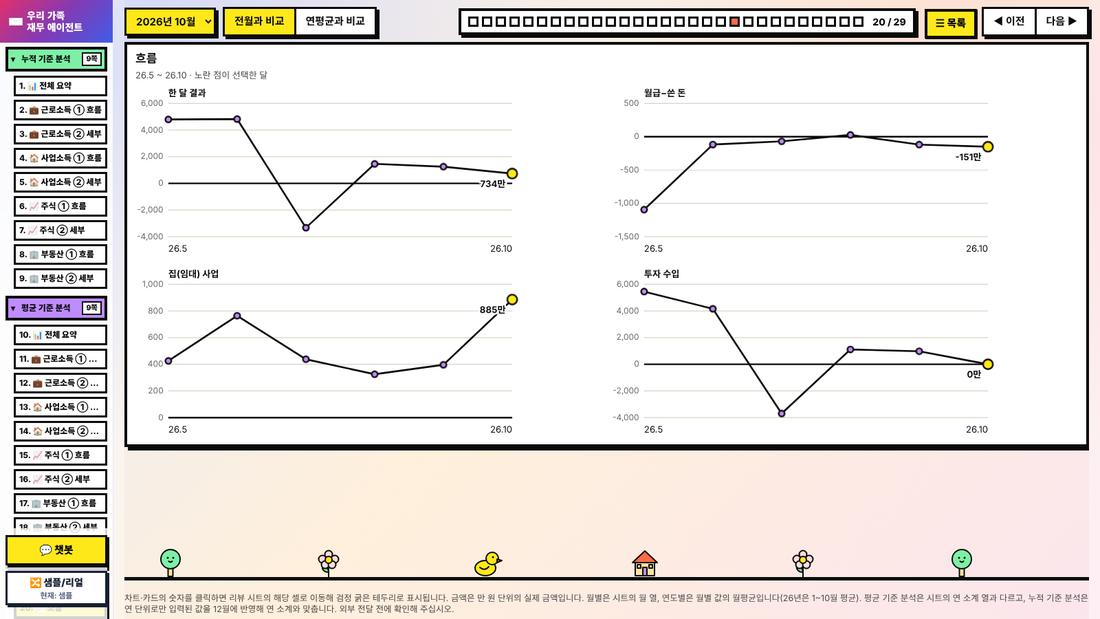 우리 가족
재무 에이전트
2026년 10월
전월과 비교
연평균과 비교
20 / 29
☰ 목록
◀ 이전
다음 ▶
▼ 누적 기준 분석 9쪽
1. 📊 전체 요약
2. 💼 근로소득 ① 흐름
3. 💼 근로소득 ② 세부
4. 🏠 사업소득 ① 흐름
5. 🏠 사업소득 ② 세부
6. 📈 주식 ① 흐름
7. 📈 주식 ② 세부
8. 🏢 부동산 ① 흐름
9. 🏢 부동산 ② 세부
▼ 평균 기준 분석 9쪽
10. 📊 전체 요약
11. 💼 근로소득 ① ...
12. 💼 근로소득 ② ...
13. 🏠 사업소득 ① ...
14. 🏠 사업소득 ② ...
15. 📈 주식 ① 흐름
16. 📈 주식 ② 세부
17. 🏢 부동산 ① 흐름
18. 🏢 부동산 ② 세부
💬 챗봇
🔀 샘플/리얼
현재: 샘플
흐름
26.5 ~ 26.10 · 노란 점이 선택한 달
한 달 결과
6,000
4,000
2,000
0
-2,000
-4,000
734만
26.5
26.10
월급−쓴 돈
500
0
-500
-1,000
-1,500
-151만
26.5
26.10
집(임대) 사업
1,000
800
600
400
200
0
885만
26.5
26.10
투자 수입
6,000
4,000
2,000
0
-2,000
-4,000
0만
26.5
26.10
차트·카드의 숫자를 클릭하면 리뷰 시트의 해당 셀로 이동해 검정 굵은 테두리로 표시됩니다. 금액은 만 원 단위의 실제 금액입니다. 월별은 시트의 월 열, 연도별은 월별 값의 월평균입니다(26년은 1~10월 평균). 평균 기준 분석은 시트의 연 소계 열과 다르고, 누적 기준 분석은
연 단위로만 입력된 값을 12월에 반영해 연 소계와 맞춥니다. 외부 전달 전에 확인해 주십시오.